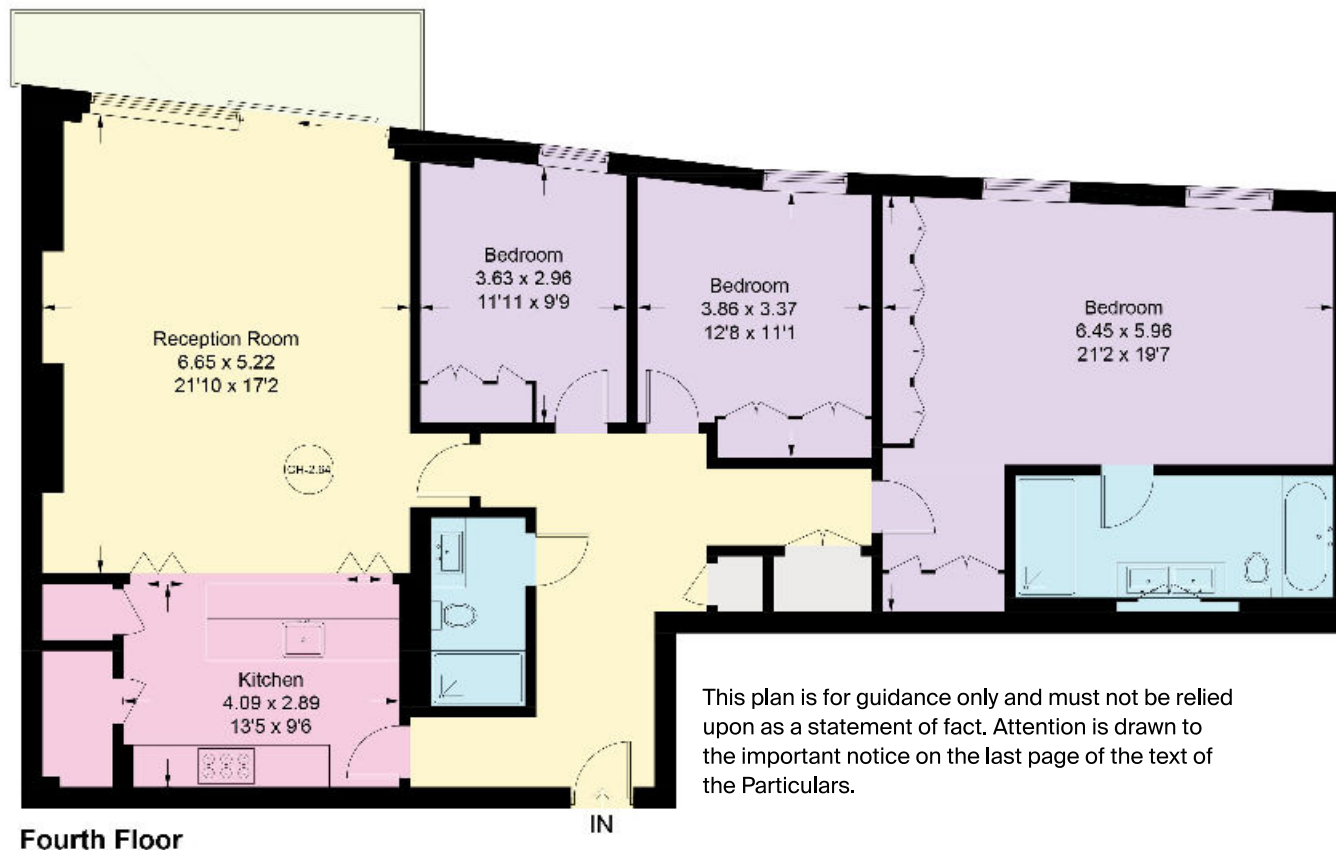 Bedroom
3.63 x 2.96
11'11 x 9'9
Bedroom
3.86 x 3.37
12'8 x 11'1
Bedroom
6.45 x 5.96
21'2 x 19'7
Reception Room
6.65 x 5.22
21'10 x 17'2
CH-2.64
Kitchen
4.09 x 2.89
13'5 x 9'6
This plan is for guidance only and must not be relied
upon as a statement of fact. Attention is drawn to
the important notice on the last page of the text of
the Particulars.
IN
Fourth Floor